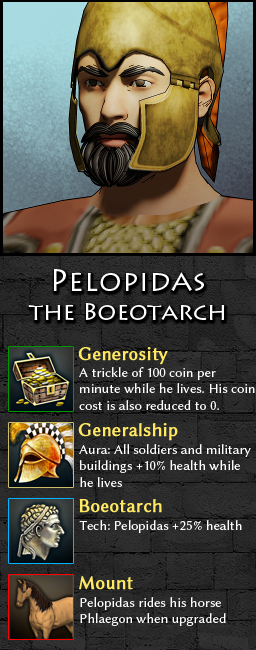 Pelopidas
the Boeotarch
Generosity
A trickle of 100 coin per
minute while he lives. His coin
cost is also reduced to 0.
Generalship
Aura: All soldiers and military
buildings +10% health while
he lives
Boeotarch
Tech: Pelopidas +25% health
Mount
Pelopidas rides his horse
Phlaegon when upgraded